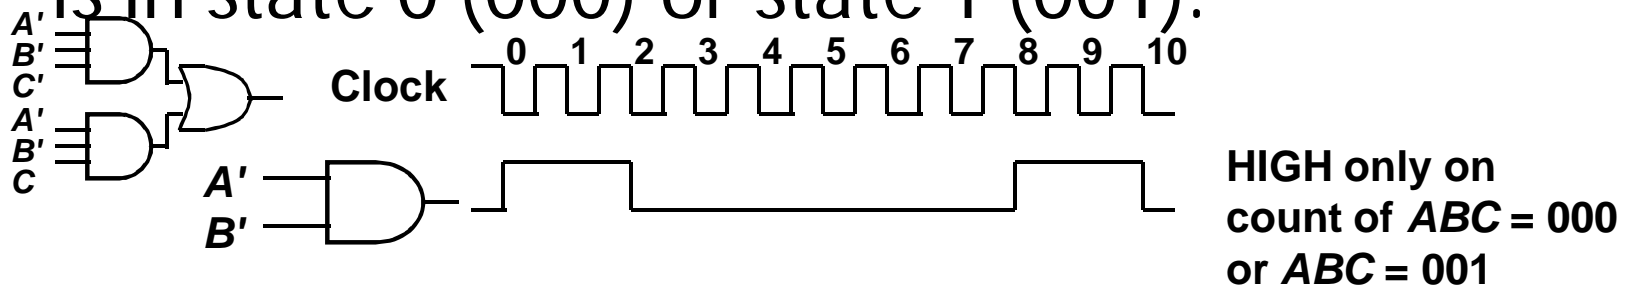 is in state 0 (000) or state 1 (001).
A'
B'
C'
A'
B'
C
Clock
0 1 2 3 4 5 6 7 8 9 10
A'
B'
HIGH only on
count of ABC = 000
or ABC = 001